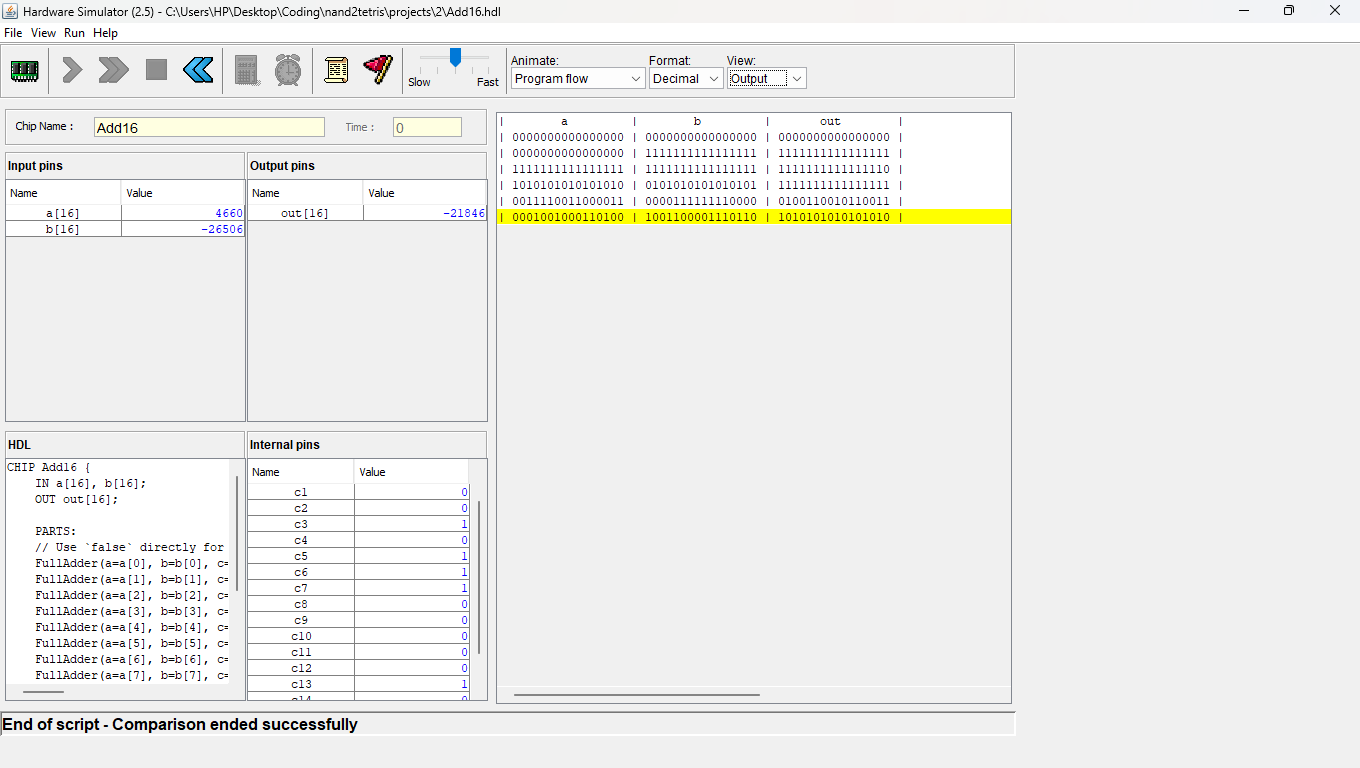 Hardware Simulator (2.5) - C:\Users\HP\Desktop\Coding\nand2tetris\projects\2\Add16.hdl
File View Run Help
Slow Fast
Animate: Format: View:
Program flow Decimal Output
Chip Name : Add16 Time : 0
Input pins
Name Value
a[16] 4660
b[16] -26506
Output pins
Name Value
out[16] -21846
| a | b | out |
| 0000000000000000 | 0000000000000000 | 0000000000000000 |
| 0000000000000000 | 1111111111111111 | 1111111111111111 |
| 1111111111111111 | 1111111111111111 | 1111111111111110 |
| 1010101010101010 | 0101010101010101 | 1111111111111111 |
| 0011110011000011 | 0000111111110000 | 0100110010110011 |
| 0001001000110100 | 1001100001110110 | 1010101010101010 |
HDL
CHIP Add16 {
IN a[16], b[16];
OUT out[16];
PARTS:
// Use `false` directly for
FullAdder(a=a[0], b=b[0], c=
FullAdder(a=a[1], b=b[1], c=
FullAdder(a=a[2], b=b[2], c=
FullAdder(a=a[3], b=b[3], c=
FullAdder(a=a[4], b=b[4], c=
FullAdder(a=a[5], b=b[5], c=
FullAdder(a=a[6], b=b[6], c=
FullAdder(a=a[7], b=b[7], c=
Internal pins
Name Value
c1 0
c2 0
c3 1
c4 0
c5 1
c6 1
c7 1
c8 0
c9 0
c10 0
c11 0
c12 0
c13 1
c14 0
End of script - Comparison ended successfully